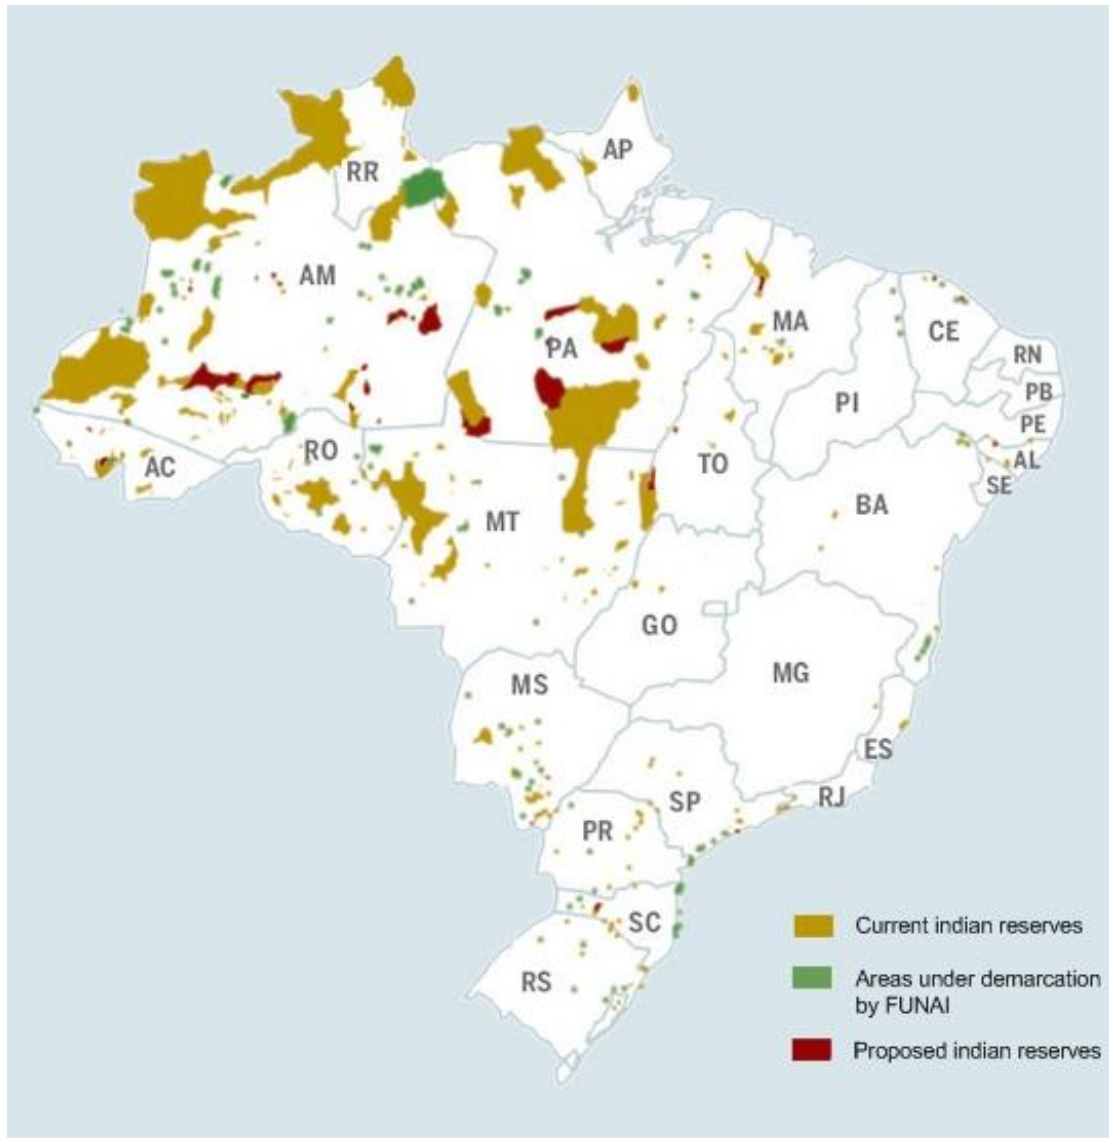 AP
RR
AM
MA
CE
PA
RN
PB
PI
PE
RO
TO
AL
AC
SE
BA
MT
GO
MG
MS
ES
RJ
SP
PR
SC
Current indian reserves
RS
Areas under demarcation
by FUNAI
Proposed indian reserves